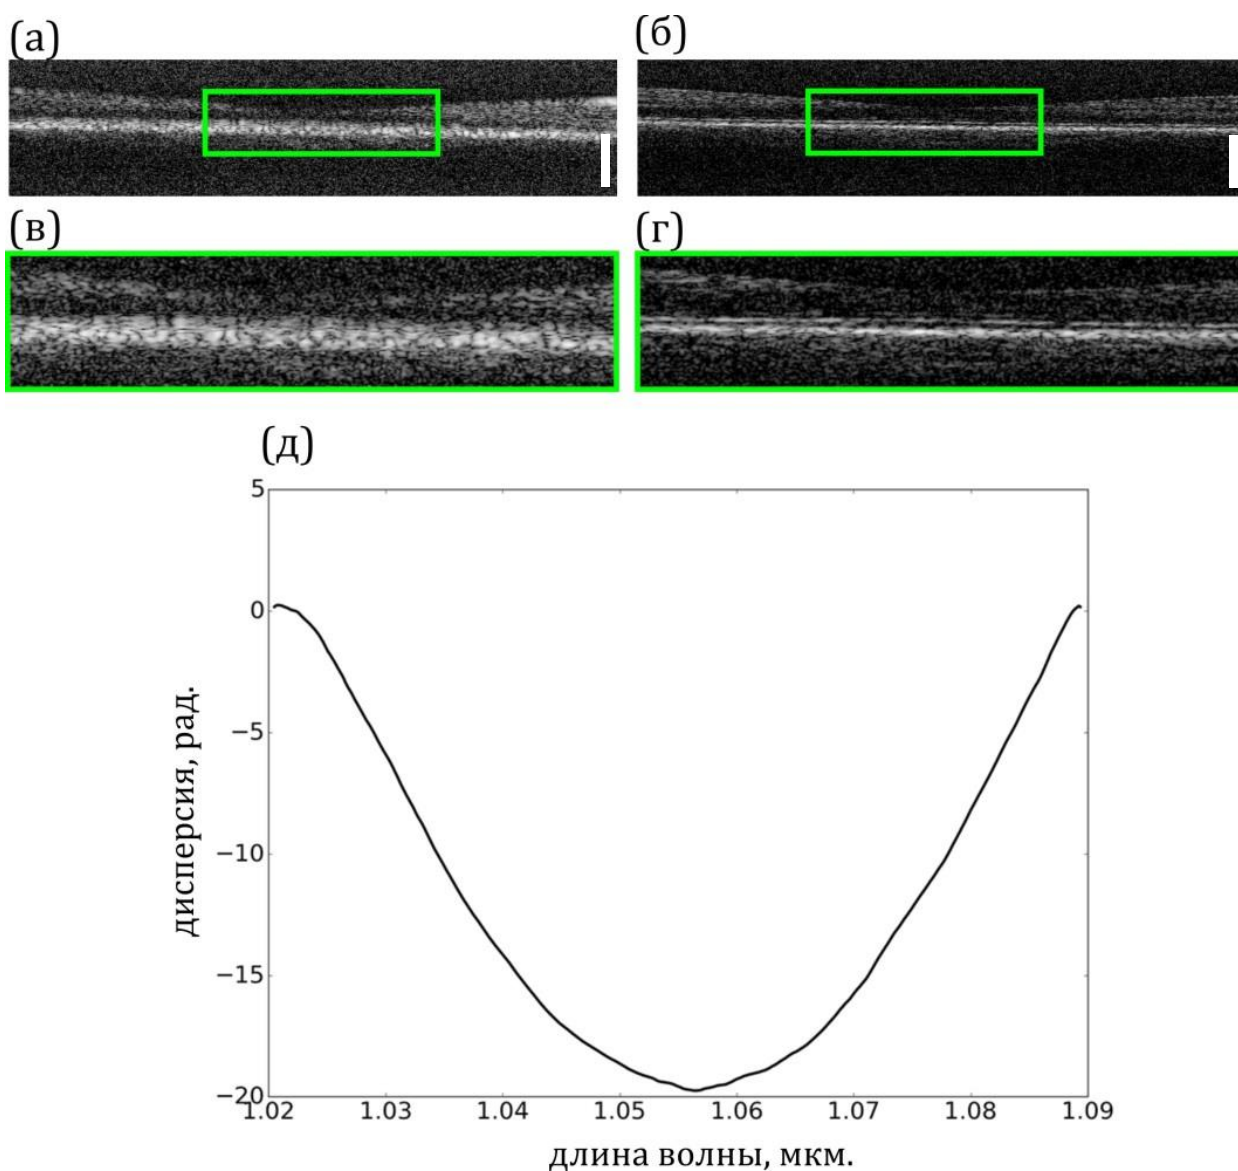 (а)
(б)
(в)
(г)
(д)
5
0
−5
−10
−15
−20
1.02 1.03 1.04 1.05 1.06 1.07 1.08 1.09
дисперсия, рад.
длина волны, мкм.